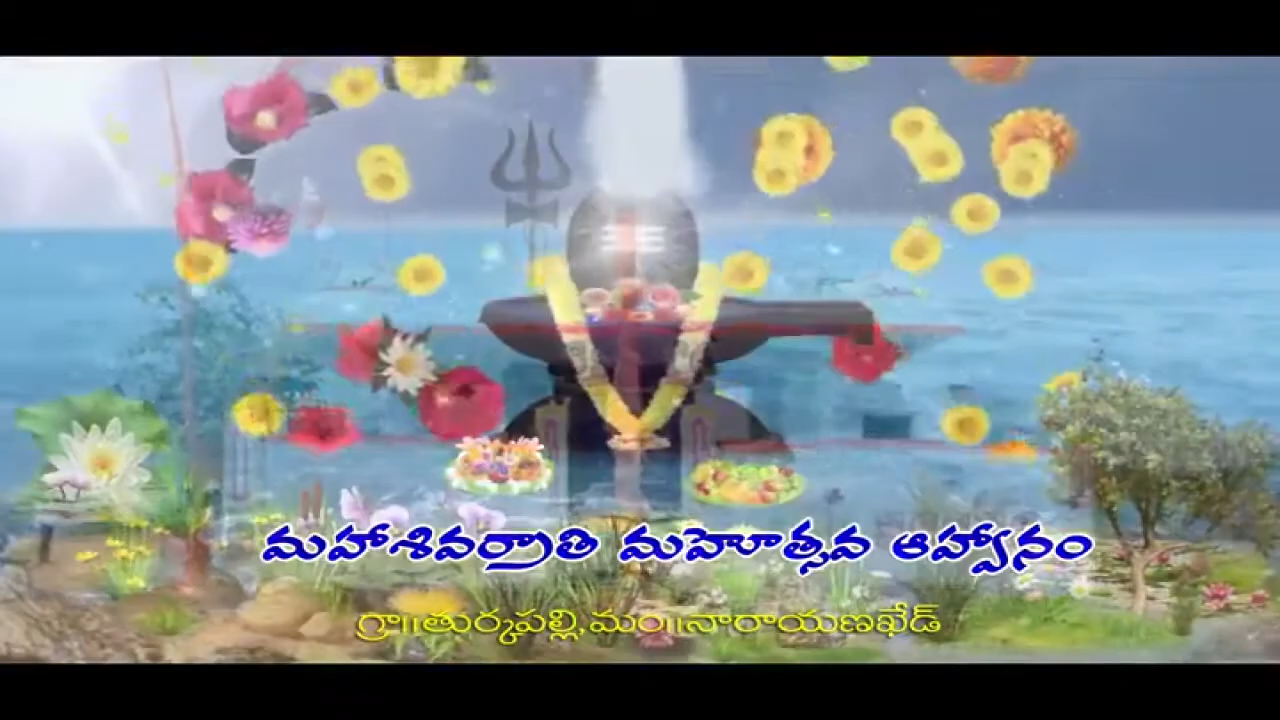 మహాశివరాత్రి మహోత్సవ ఆహ్వానం
గ్రా॥తుర్కపల్లి,మం॥నారాయణఖేడ్